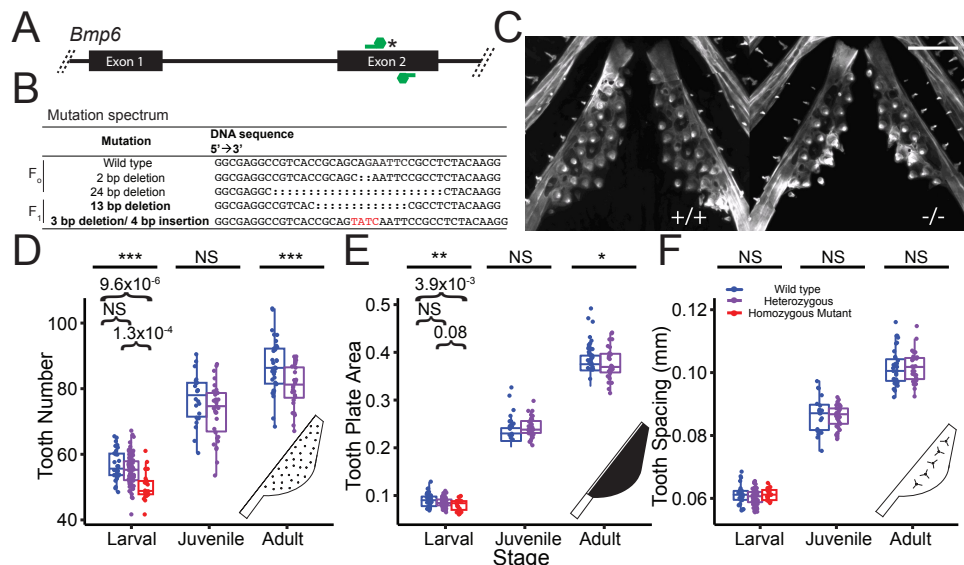 A
Bmp6
Exon 1
*
Exon 2
B
Mutation spectrum
Mutation DNA sequence 5'→3'
F₀
Wild type GGCGAGGCCGTCACCGCAGCAGAATTCCGCCTCTACAAGG
2 bp deletion GGCGAGGCCGTCACCGCAGC::AATTCCGCCTCTACAAGG
24 bp deletion GGCGAGGC::::::::::::::::::::::::CTACAAGG
F₁
13 bp deletion GGCGAGGCCGTCAC:::::::::::::CGCCTCTACAAGG
3 bp deletion/ 4 bp insertion GGCGAGGCCGTCACCGCAGTATCAATTCCGCCTCTACAAGG
C
+/+
-/-
D
*** NS ***
9.6x10⁻⁶
NS
1.3x10⁻⁴
Tooth Number
100
80
60
40
Larval Juvenile Adult
E
** NS *
3.9x10⁻³
NS
0.08
Tooth Plate Area
0.5
0.4
0.3
0.2
0.1
Larval Juvenile Adult
Stage
F
NS NS NS
Wild type
Heterozygous
Homozygous Mutant
Tooth Spacing (mm)
0.12
0.10
0.08
0.06
Larval Juvenile Adult